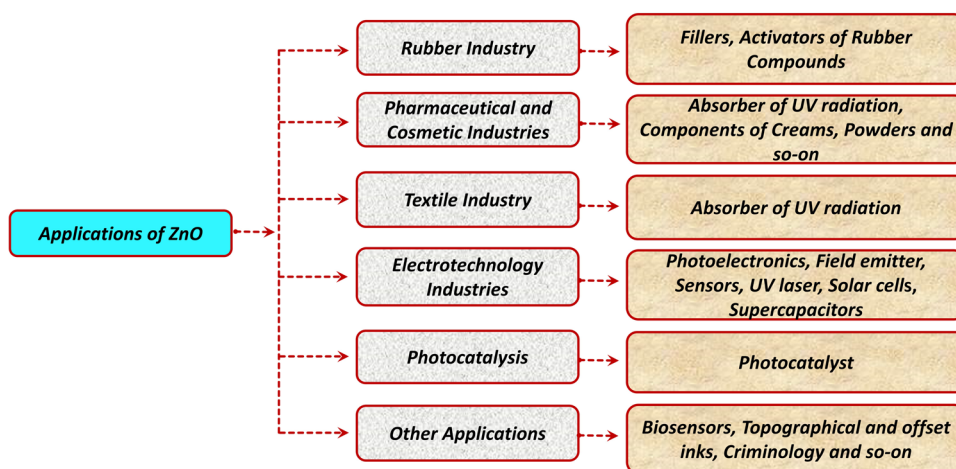 Rubber Industry
Fillers, Activators of Rubber
Compounds
Pharmaceutical and
Cosmetic Industries
Absorber of UV radiation,
Components of Creams, Powders and
so-on
Textile Industry
Absorber of UV radiation
Applications of ZnO
Electrotechnology
Industries
Photoelectronics, Field emitter,
Sensors, UV laser, Solar cells,
Supercapacitors
Photocatalysis
Photocatalyst
Other Applications
Biosensors, Topographical and offset
inks, Criminology and so-on